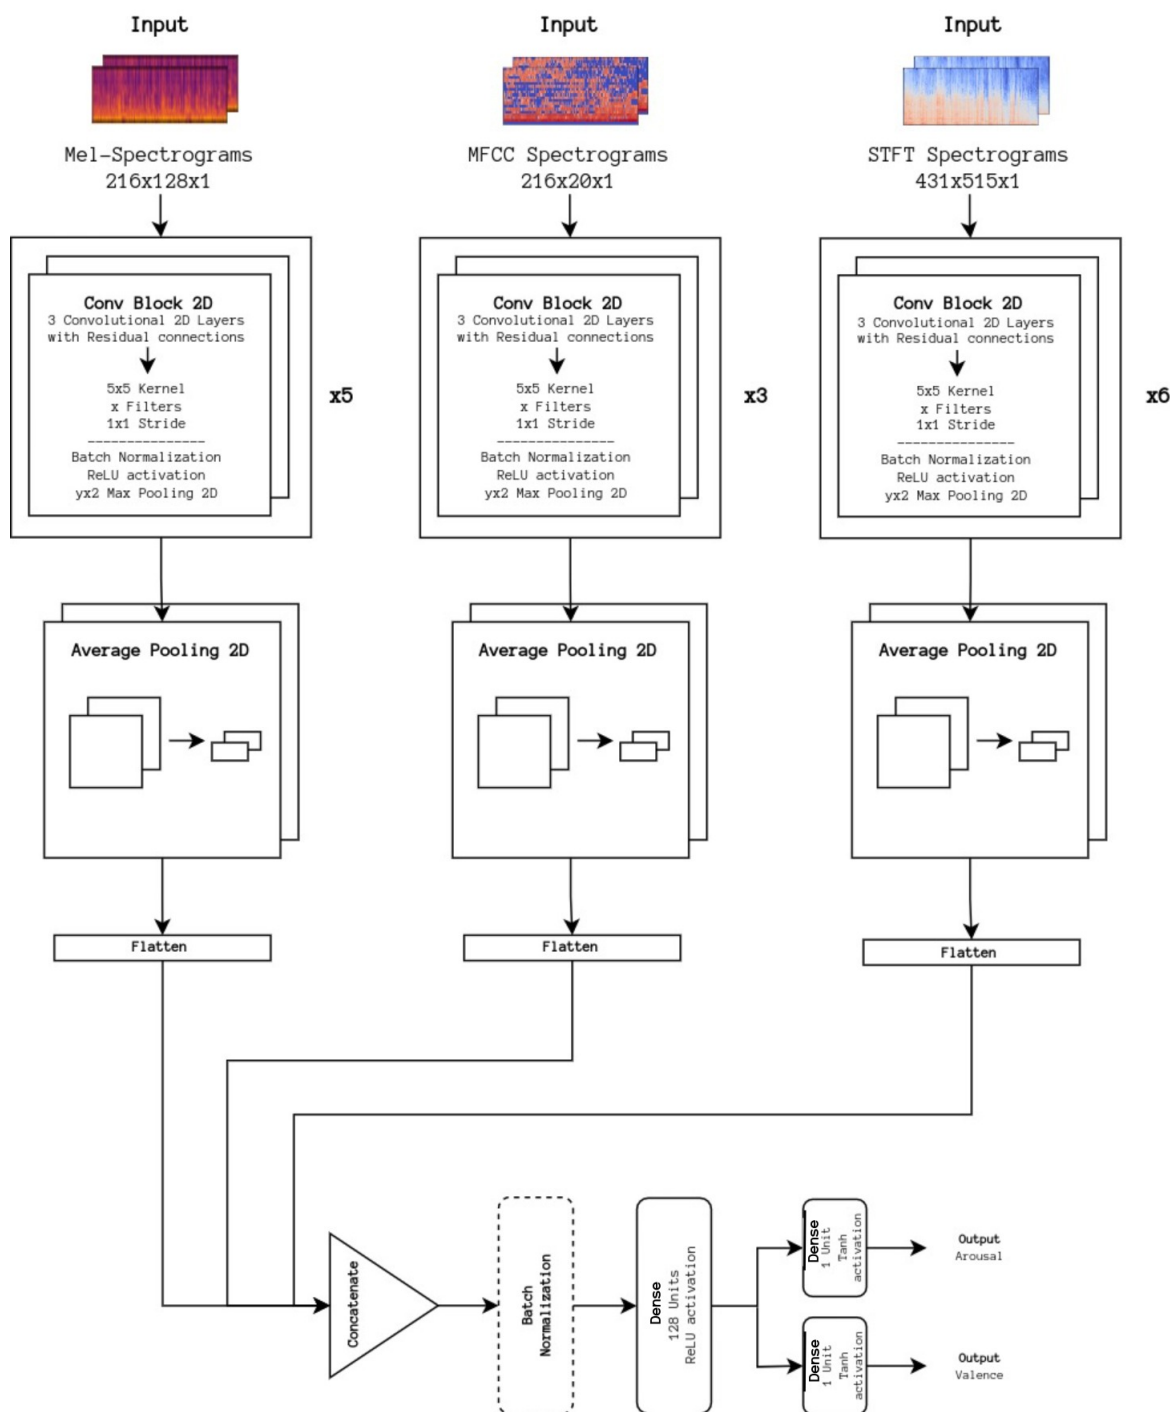 Input
Mel-Spectrograms
216x128x1
Conv Block 2D
3 Convolutional 2D Layers
with Residual connections
5x5 Kernel
x Filters
1x1 Stride
---------------
Batch Normalization
ReLU activation
yx2 Max Pooling 2D
x5
Average Pooling 2D
Flatten
Input
MFCC Spectrograms
216x20x1
Conv Block 2D
3 Convolutional 2D Layers
with Residual connections
5x5 Kernel
x Filters
1x1 Stride
---------------
Batch Normalization
ReLU activation
yx2 Max Pooling 2D
x3
Average Pooling 2D
Flatten
Input
STFT Spectrograms
431x515x1
Conv Block 2D
3 Convolutional 2D Layers
with Residual connections
5x5 Kernel
x Filters
1x1 Stride
---------------
Batch Normalization
ReLU activation
yx2 Max Pooling 2D
x6
Average Pooling 2D
Flatten
Concatenate
Batch
Normalization
Dense
128 Units
ReLU activation
Dense
1 Unit
Tanh
activation
Output
Arousal
Dense
1 Unit
Tanh
activation
Output
Valence